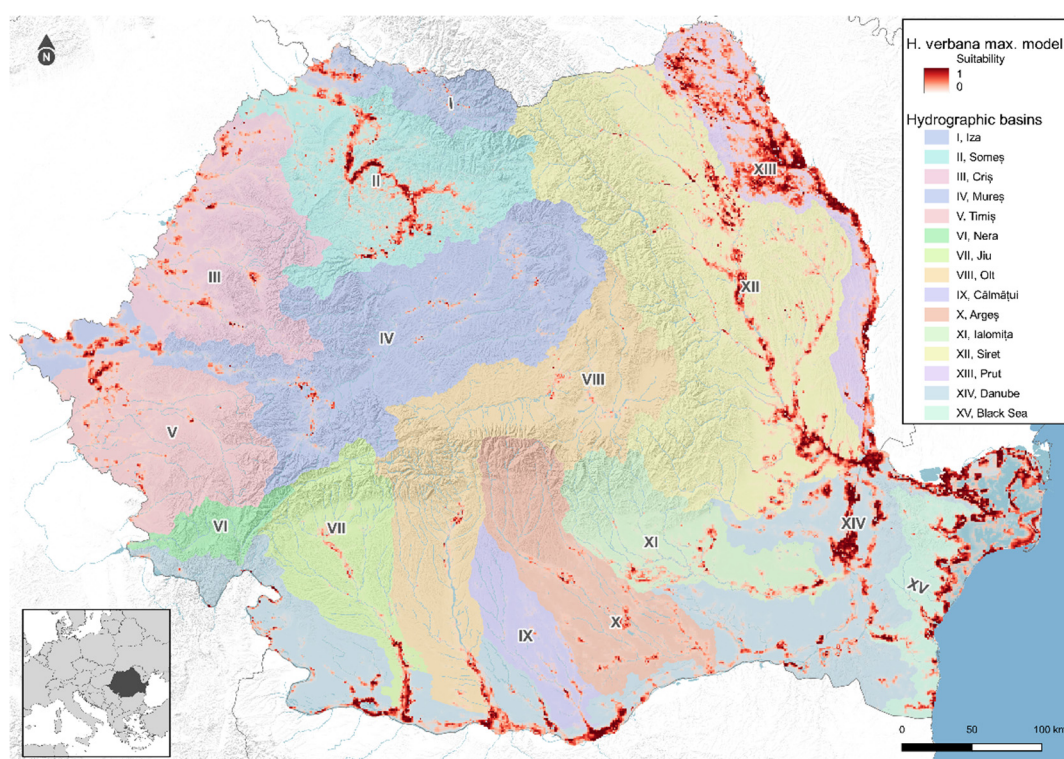 N
H. verbana max. model
Suitability
1
0
Hydrographic basins
I, Iza
II, Someș
III, Criș
IV, Mureș
V. Timiș
VI, Nera
VII, Jiu
VIII, Olt
IX, Câlmățui
X, Argeș
XI, Ialomița
XII, Siret
XIII, Prut
XIV, Danube
XV, Black Sea
I
II
XIII
III
XII
IV
VIII
V
VI
VII
XI
XIV
XV
IX
X
0 50 100 km